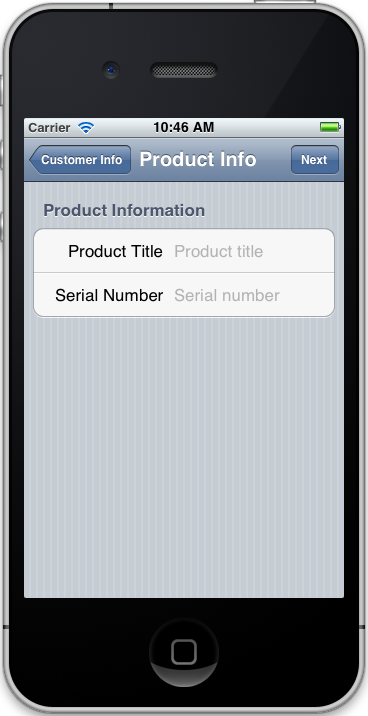 Carrier 10:46 AM
Customer Info Product Info Next
Product Information
Product Title Product title
Serial Number Serial number